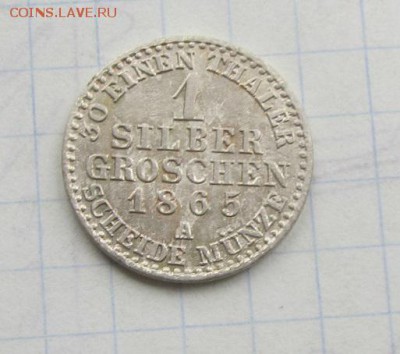 COINS.LAVE.RU
30 EINEN THALER
1
SILBER
GROSCHEN
1865
A
SCHEIDE MÜNZE